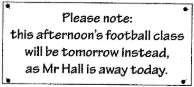 Please note:
this afternoon's football class
will be tomorrow instead,
as Mr Hall is away today.